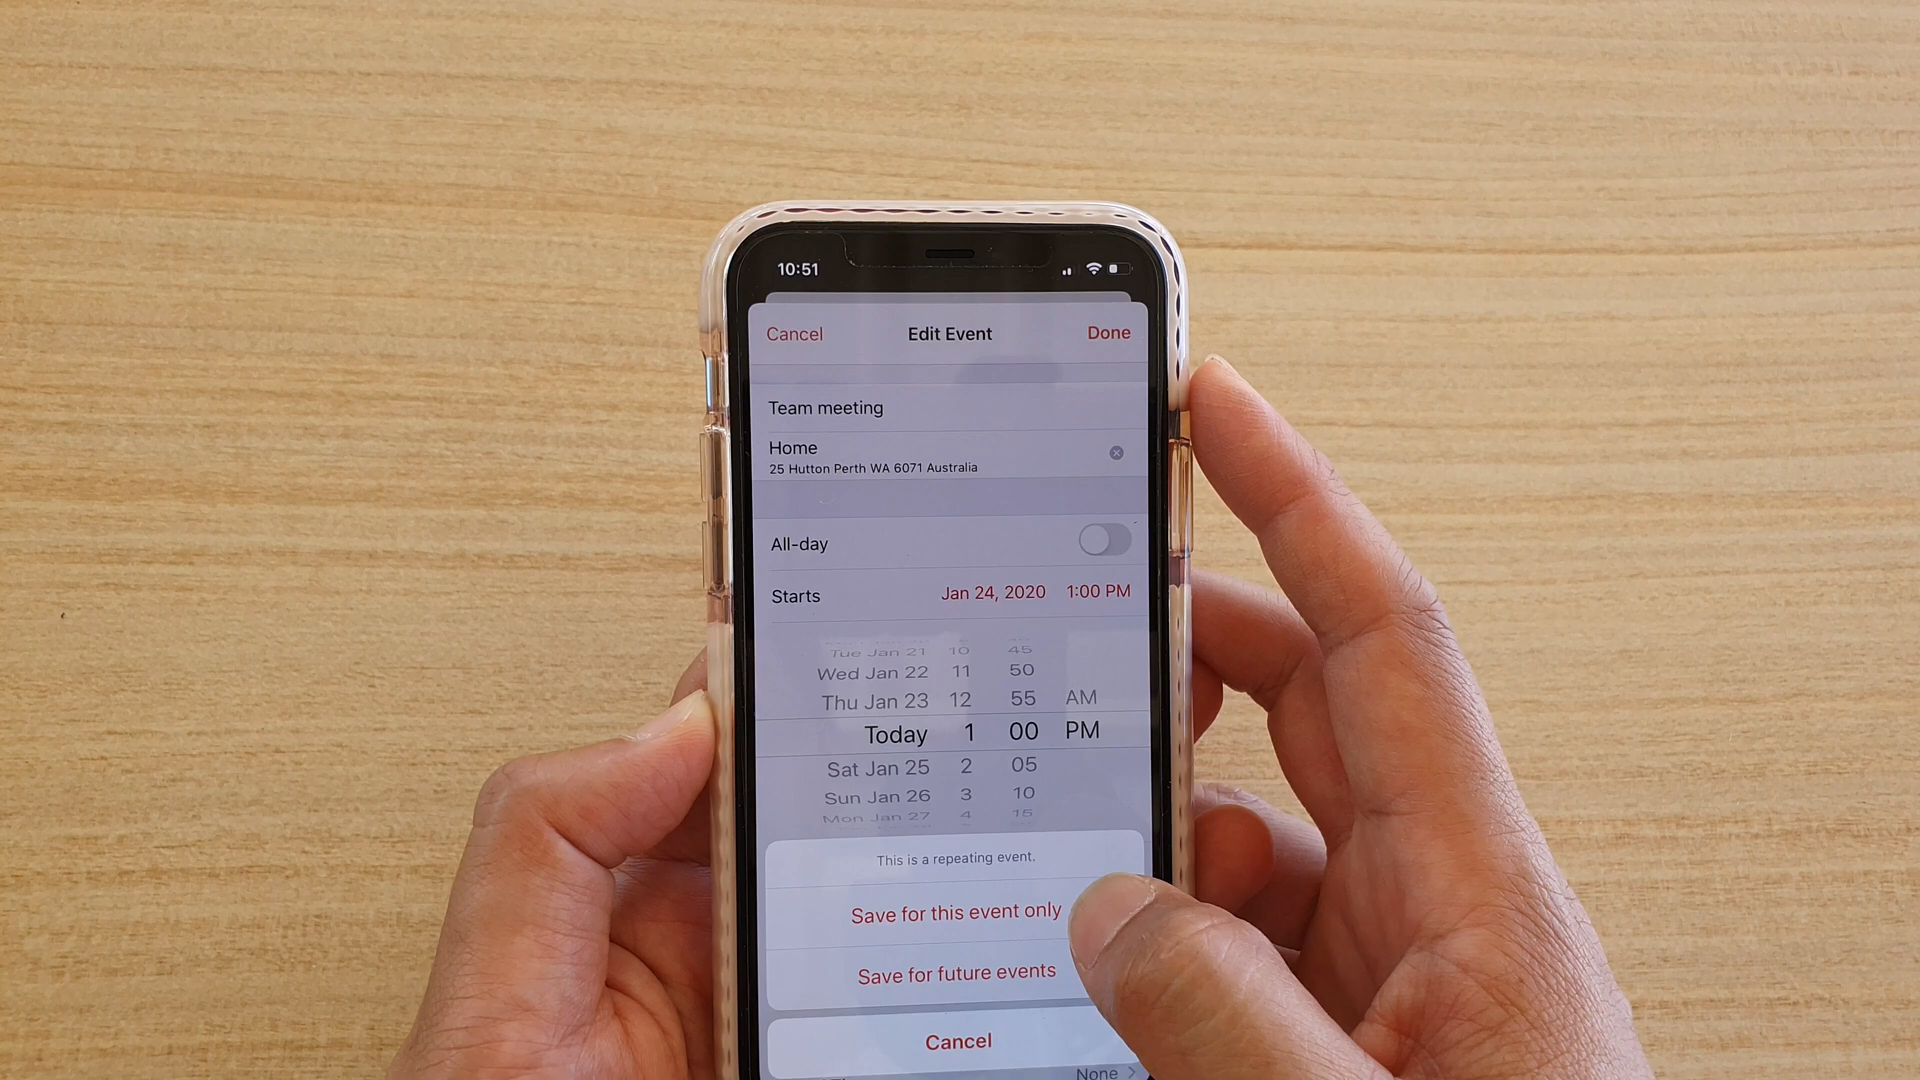 10:51
Cancel Edit Event Done
Team meeting
Home
25 Hutton Perth WA 6071 Australia
All-day
Starts Jan 24, 2020 1:00 PM
Tue Jan 21 10 45
Wed Jan 22 11 50
Thu Jan 23 12 55 AM
Today 1 00 PM
Sat Jan 25 2 05
Sun Jan 26 3 10
Mon Jan 27 4 15
This is a repeating event.
Save for this event only
Save for future events
Cancel
None